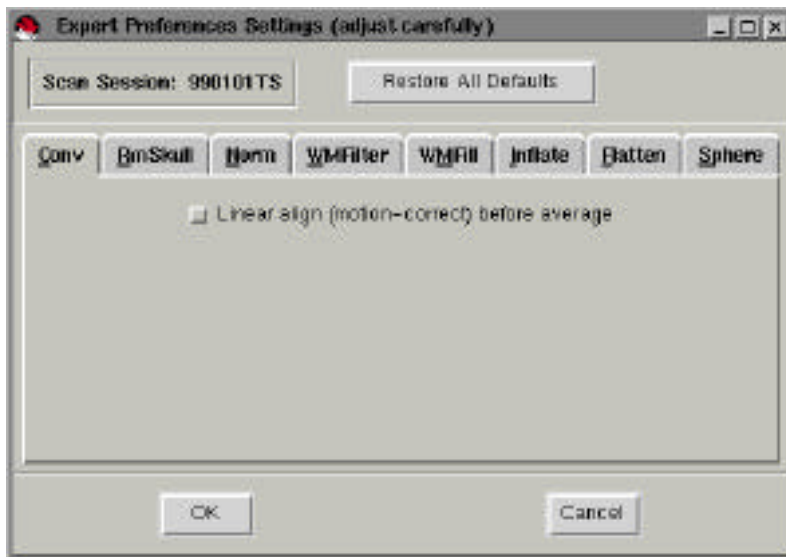 Expert Preferences Settings (adjust carefully)
Scan Session: 990101TS
Restore All Defaults
Conv BmSkull Norm WMFilter WMFill Inflate Flatten Sphere
Linear align (motion-correct) before average
OK Cancel